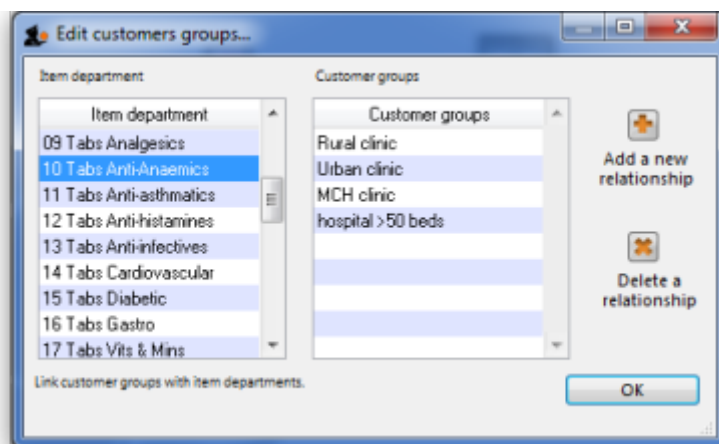 Edit customers groups...
Item department
Customer groups
Item department
09 Tabs Analgesics
10 Tabs Anti-Anaemics
11 Tabs Anti-asthmatics
12 Tabs Anti-histamines
13 Tabs Anti-infectives
14 Tabs Cardiovascular
15 Tabs Diabetic
16 Tabs Gastro
17 Tabs Vits & Mins
Customer groups
Rural clinic
Urban clinic
MCH clinic
hospital >50 beds
Add a new
relationship
Delete a
relationship
Link customer groups with item departments.
OK